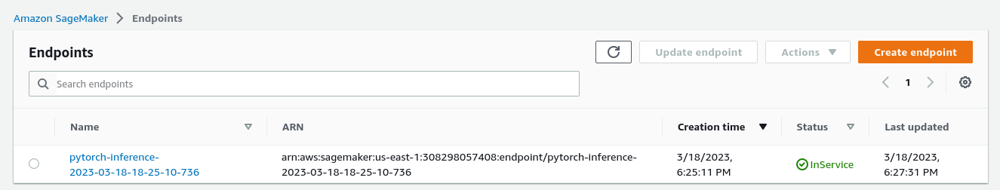 Amazon SageMaker > Endpoints
Endpoints
Update endpoint
Actions
Create endpoint
Search endpoints
1
Name
ARN
Creation time
Status
Last updated
pytorch-inference-
2023-03-18-18-25-10-736
arn:aws:sagemaker:us-east-1:308298057408:endpoint/pytorch-inference-
2023-03-18-18-25-10-736
3/18/2023,
6:25:11 PM
InService
3/18/2023,
6:27:31 PM